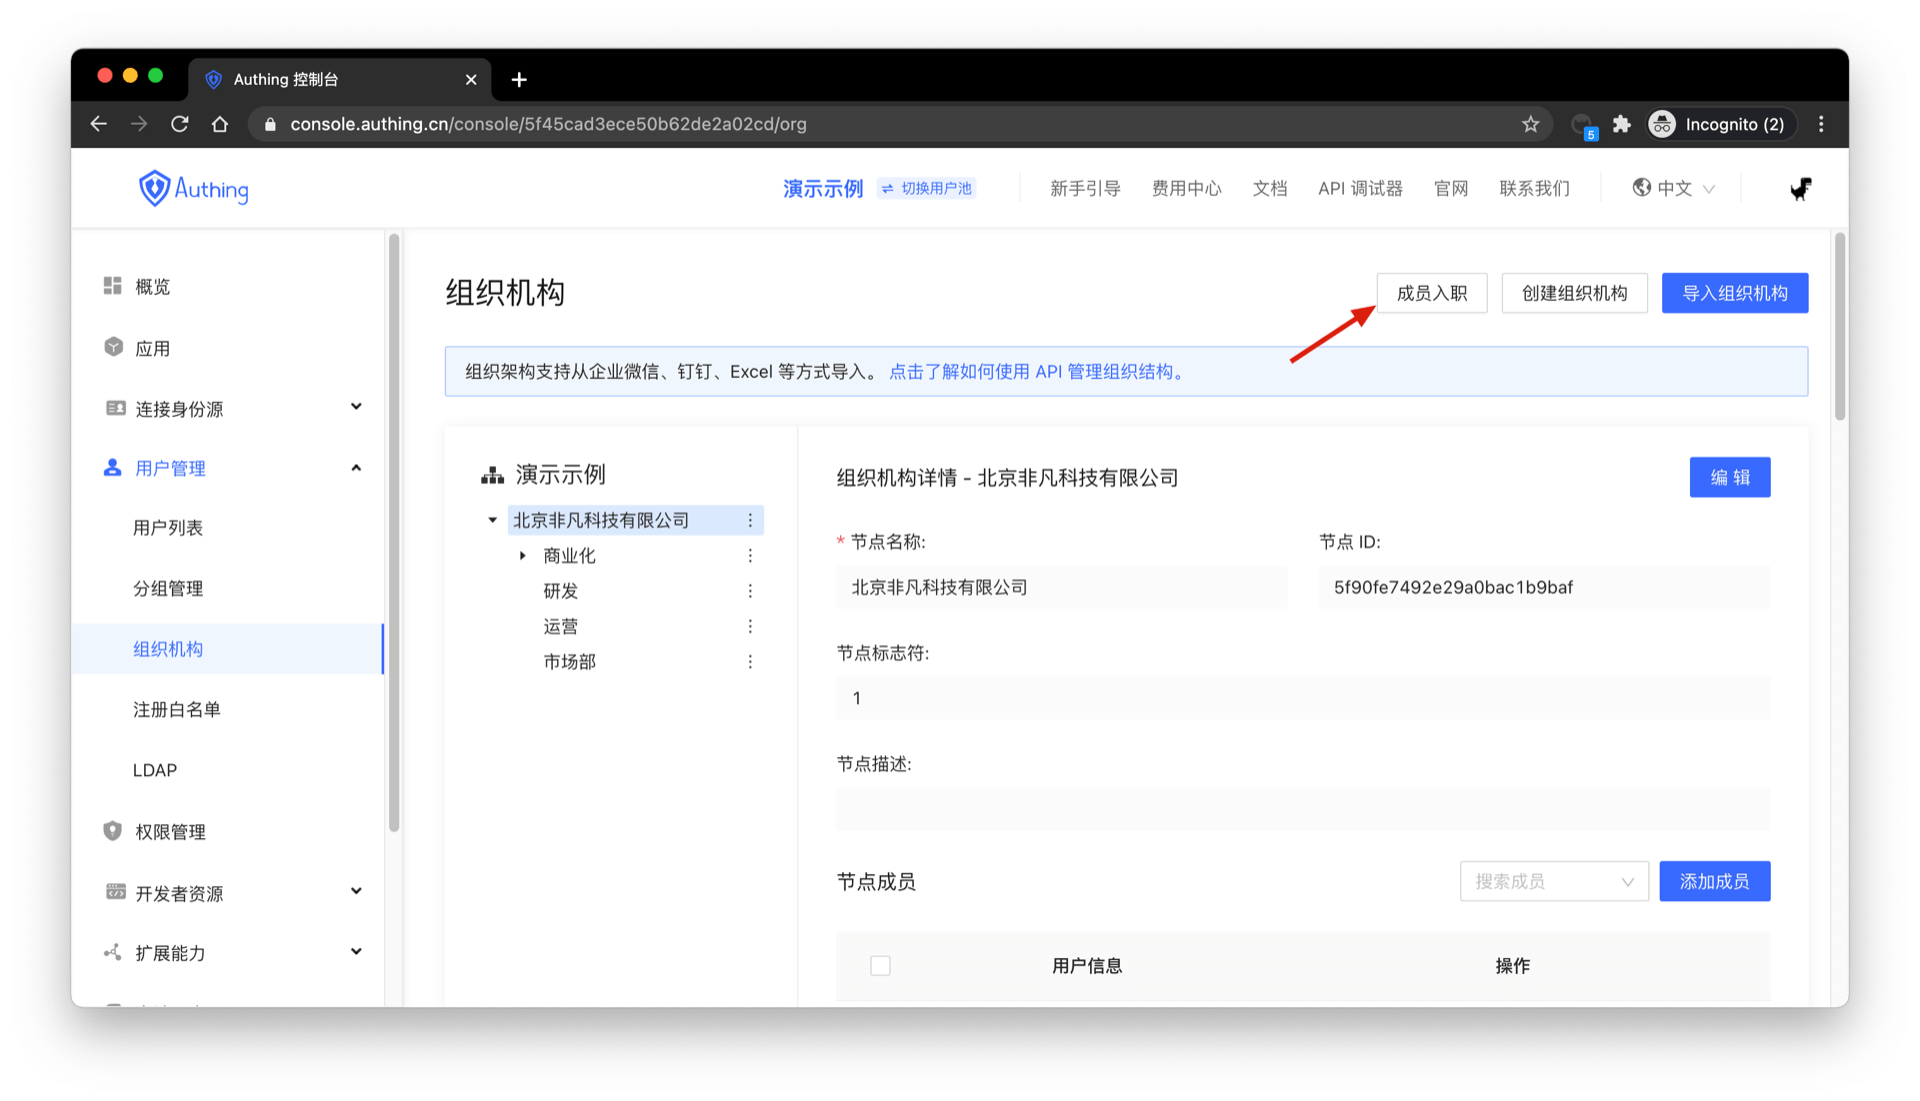 Authing 控制台
console.authing.cn/console/5f45cad3ece50b62de2a02cd/org
5
Incognito (2)
Authing
演示示例
切换用户池
新手引导
费用中心
文档
API 调试器
官网
联系我们
中文
概览
应用
连接身份源
用户管理
用户列表
分组管理
组织机构
注册白名单
LDAP
权限管理
开发者资源
扩展能力
组织机构
成员入职
创建组织机构
导入组织机构
组织架构支持从企业微信、钉钉、Excel 等方式导入。 点击了解如何使用 API 管理组织结构。
演示示例
北京非凡科技有限公司
商业化
研发
运营
市场部
组织机构详情 - 北京非凡科技有限公司
编 辑
* 节点名称:
节点 ID:
北京非凡科技有限公司
5f90fe7492e29a0bac1b9baf
节点标志符:
1
节点描述:
节点成员
搜索成员
添加成员
用户信息
操作